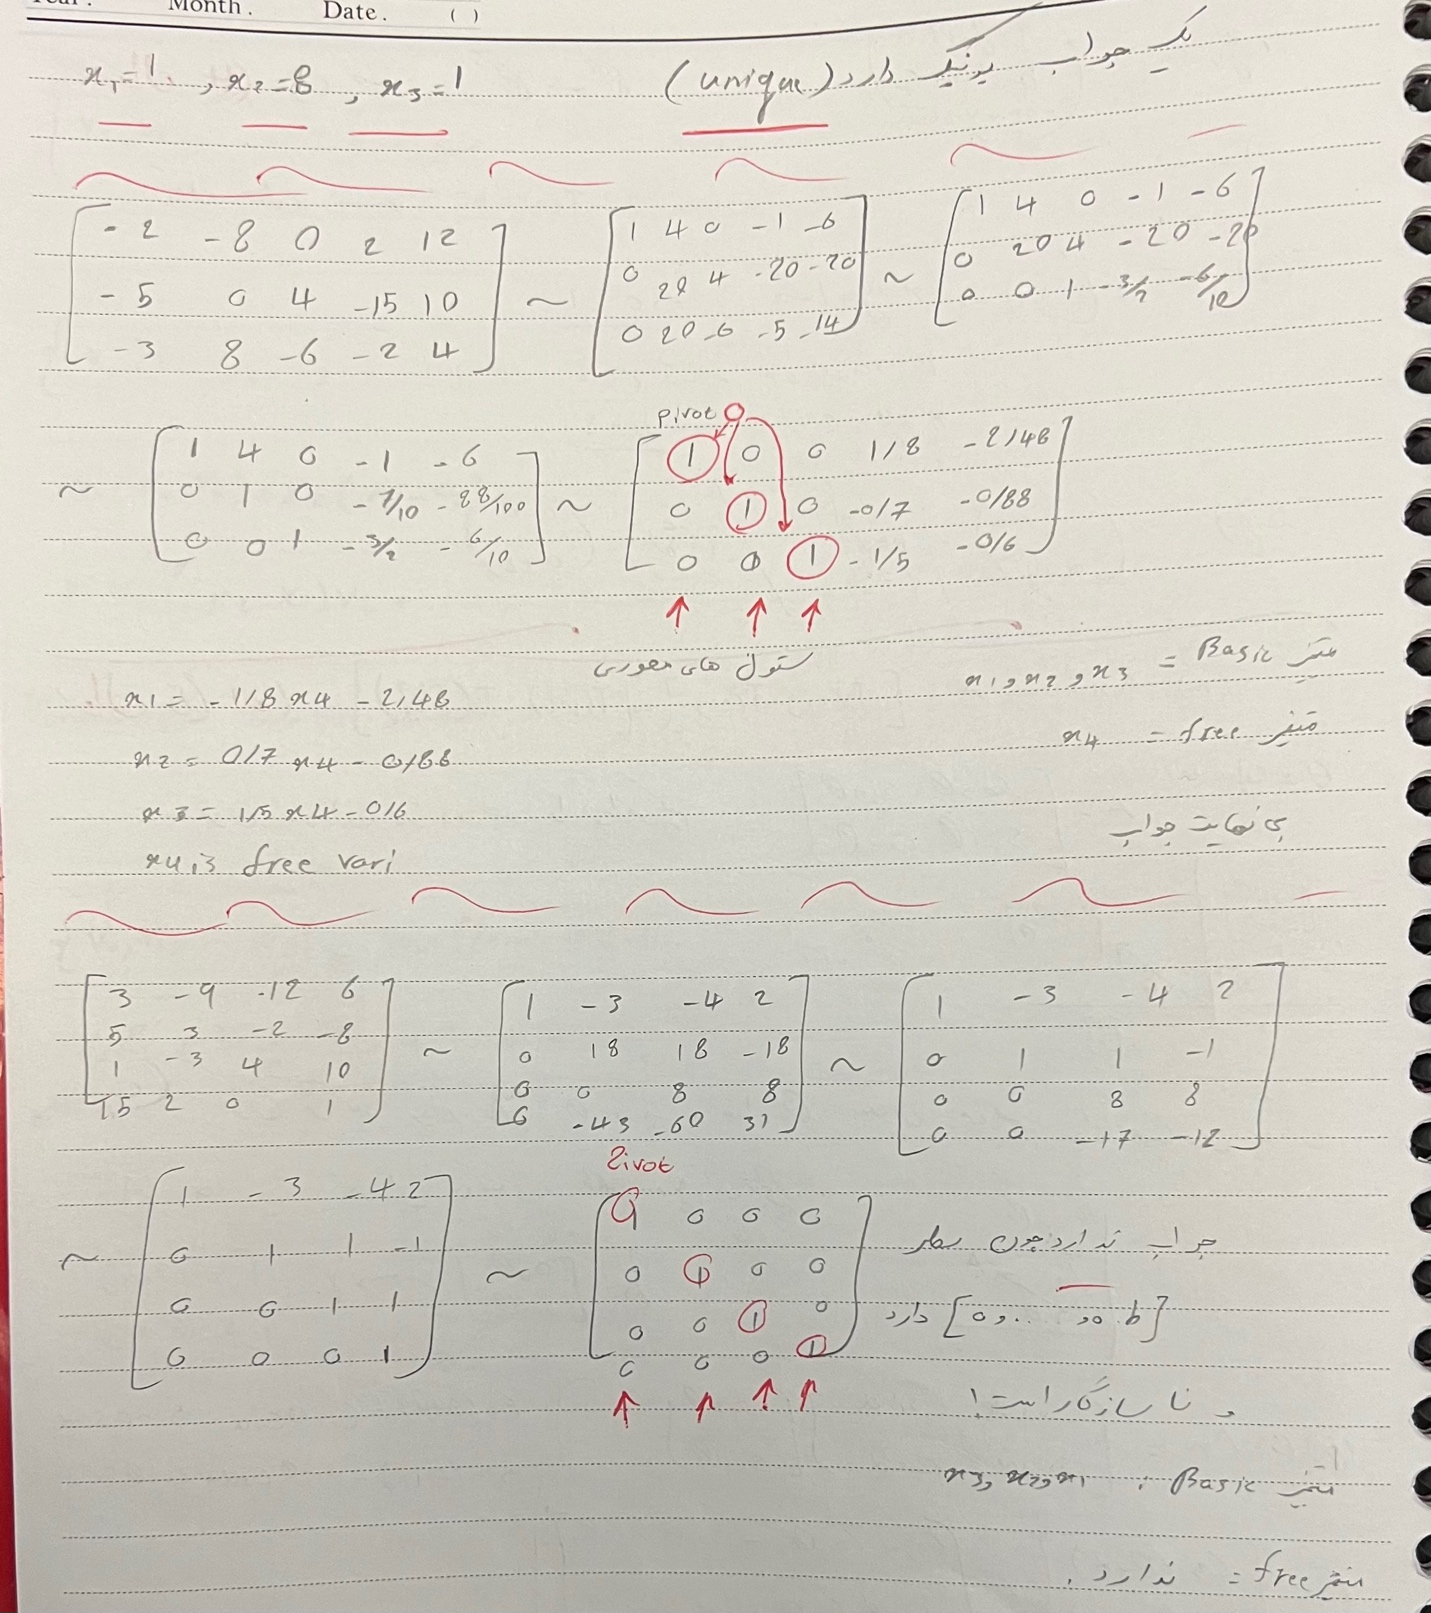 Month. Date. ( )
x₁=1, x₂=8, x₃=1 یک جواب یونیک دارد (unique)
-2 -8 0 2 12 ~ 1 4 0 -1 -6 ~ 1 4 0 -1 -6
-5 0 4 -15 10 0 20 4 -20 -20 0 20 4 -20 -20
-3 8 -6 -2 4 0 20 -6 -5 -14 0 0 1 -3/2 -6/10
pivot
~ 1 4 0 -1 -6 ~ 1 0 0 1/8 -2/48
0 1 0 -7/10 -88/100 0 1 0 -0/7 -0/88
0 0 1 -3/2 -6/10 0 0 1 -1/5 -0/6
ستون های محوری
x1, x2, x3 = Basic متغیر
x1 = -1/8 x4 - 2/48
x4 = free متغیر
x2 = 0/7 x4 - 0/88
x3 = 1/5 x4 - 0/6
بی نهایت جواب
x4 is free vari
3 -9 -12 6 ~ 1 -3 -4 2 ~ 1 -3 -4 2
5 3 -2 -8 0 18 18 -18 0 1 1 -1
1 -3 4 10 0 0 8 8 0 0 8 8
15 2 0 1 0 -43 -60 31 0 0 -17 -12
Pivot
~ 1 -3 -4 2 ~ 1 0 0 0 جواب ندارد چون سطر
0 1 1 -1 0 1 0 0
0 0 1 1 0 0 1 0 [0 ,... ,0 b] دارد
0 0 0 1 0 0 0 1
و ناسازگار است!
x3, x2, x1 : Basic متغیر
متغیر free = ندارد.